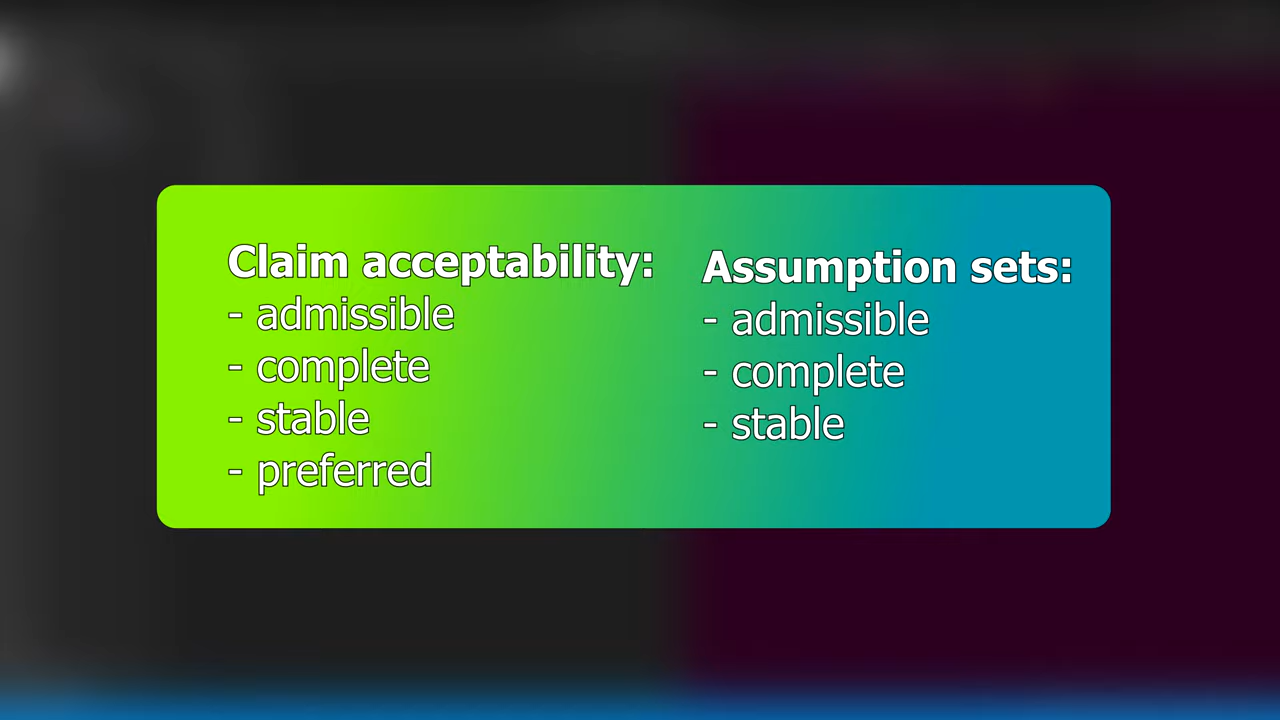 Claim acceptability:
- admissible
- complete
- stable
- preferred
Assumption sets:
- admissible
- complete
- stable